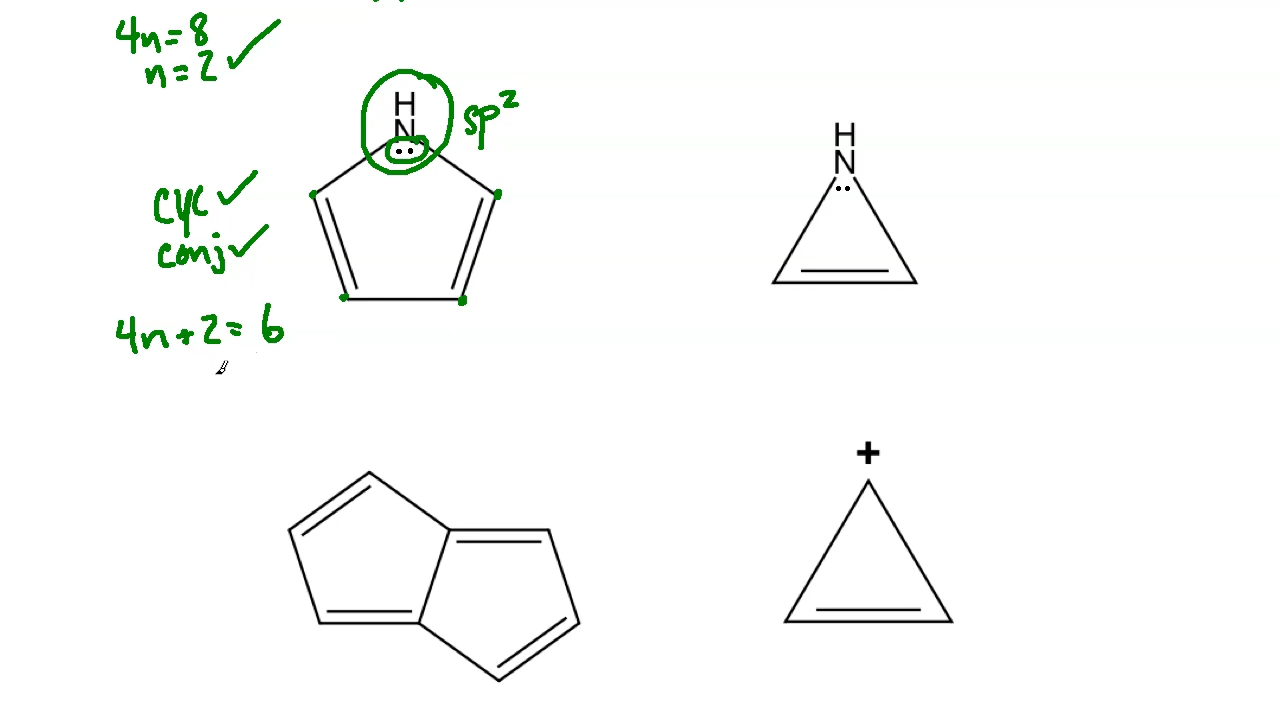 4n=8
n=2 ✓
H
N
sp²
H
N
cyc ✓
conj ✓
4n+2=6
+